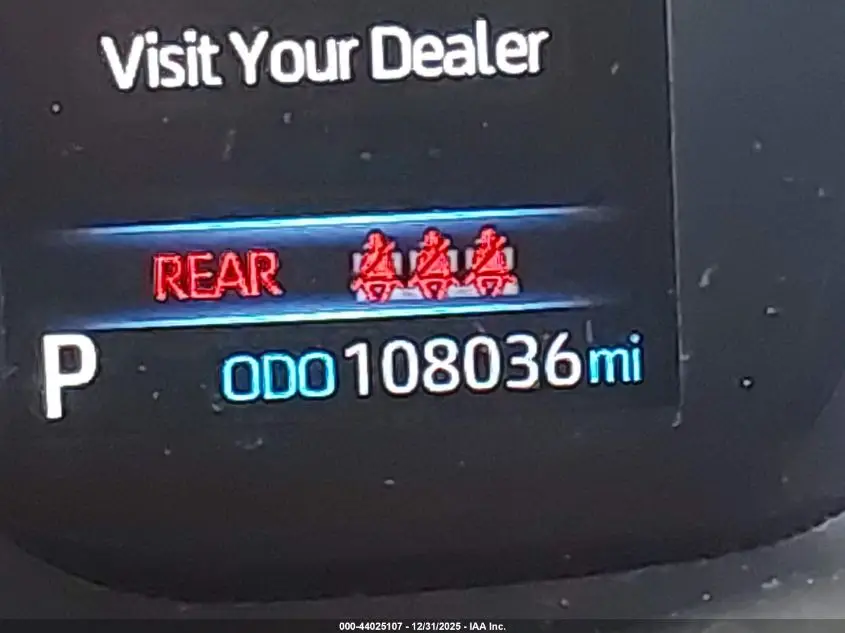 Visit Your Dealer
REAR
P ODO 108036 mi
000-44025107 - 12/31/2025 - IAA Inc.